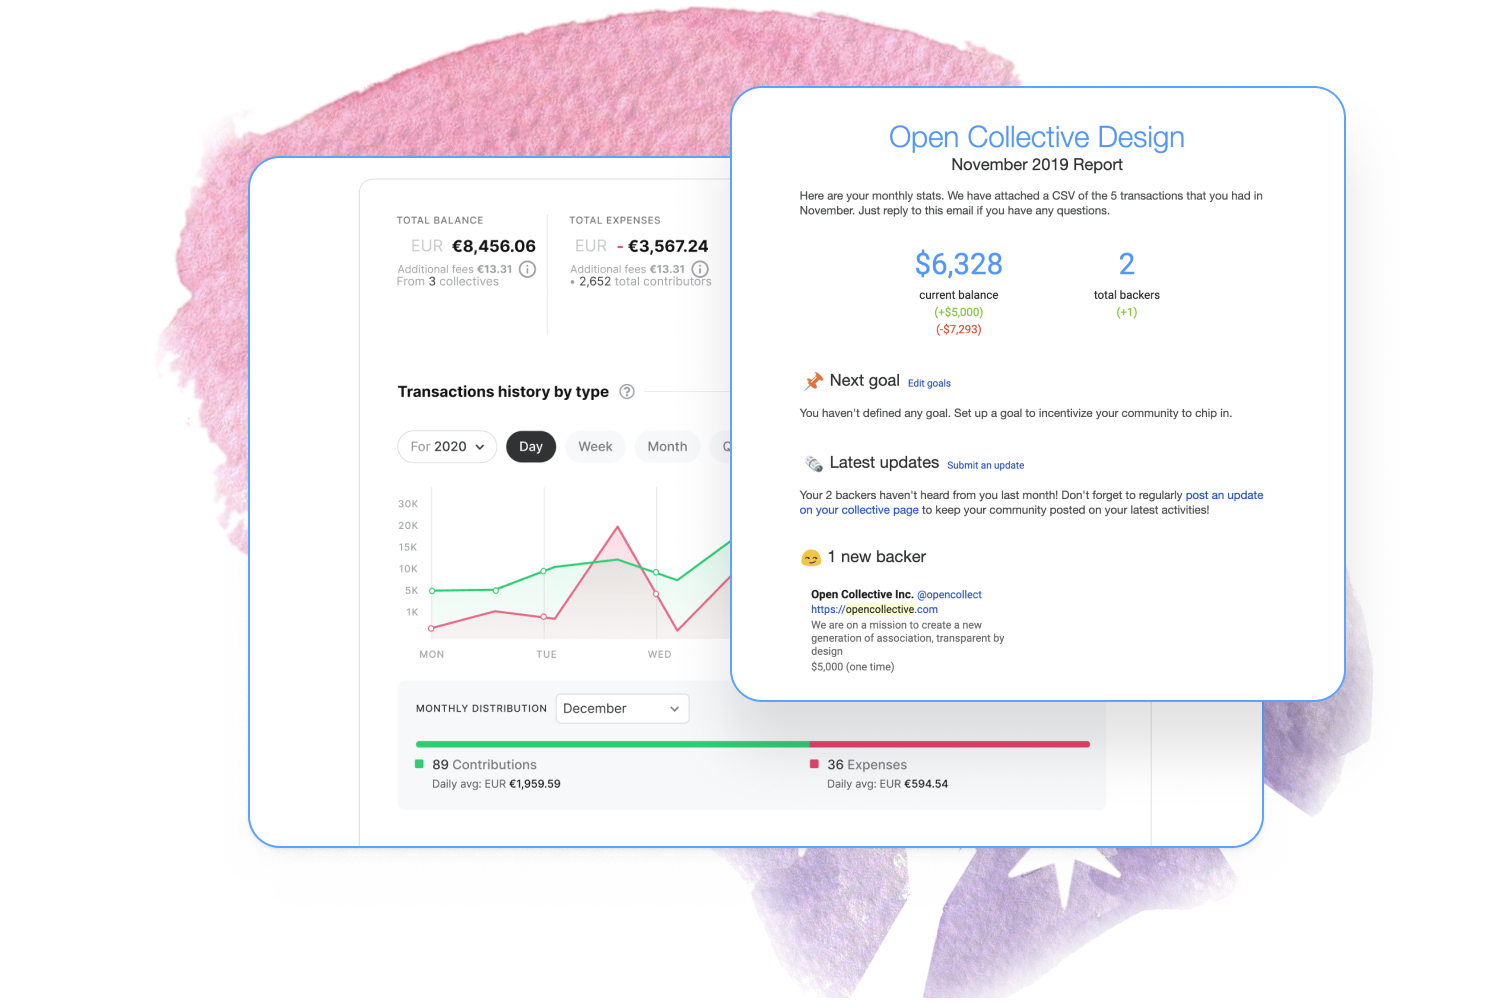 TOTAL BALANCE
EUR €8,456.06
Additional fees €13.31
From 3 collectives
TOTAL EXPENSES
EUR - €3,567.24
Additional fees €13.31
• 2,652 total contributors
Transactions history by type
For 2020
Day
Week
Month
Q
30K
20K
15K
10K
5K
1K
MON
TUE
WED
MONTHLY DISTRIBUTION
December
89 Contributions
Daily avg: EUR €1,959.59
36 Expenses
Daily avg: EUR €594.54
Open Collective Design
November 2019 Report
Here are your monthly stats. We have attached a CSV of the 5 transactions that you had in
November. Just reply to this email if you have any questions.
$6,328
current balance
(+$5,000)
(-$7,293)
2
total backers
(+1)
Next goal Edit goals
You haven't defined any goal. Set up a goal to incentivize your community to chip in.
Latest updates Submit an update
Your 2 backers haven't heard from you last month! Don't forget to regularly post an update
on your collective page to keep your community posted on your latest activities!
1 new backer
Open Collective Inc. @opencollect
https://opencollective.com
We are on a mission to create a new
generation of association, transparent by
design
$5,000 (one time)